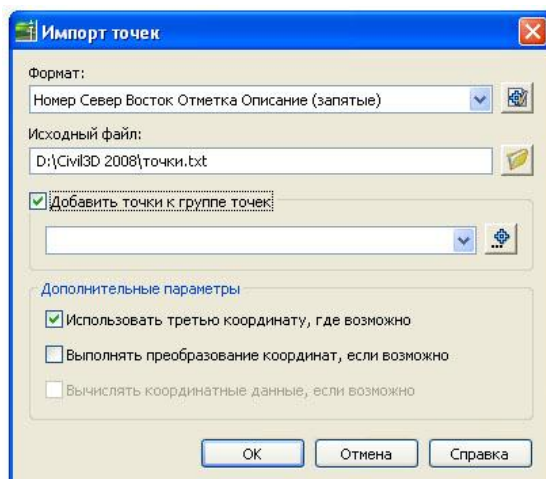 Импорт точек
Формат:
Номер Север Восток Отметка Описание (запятые)
Исходный файл:
D:\Civil3D 2008\точки.txt
Добавить точки к группе точек
Дополнительные параметры
Использовать третью координату, где возможно
Выполнять преобразование координат, если возможно
Вычислять координатные данные, если возможно
ОК Отмена Справка